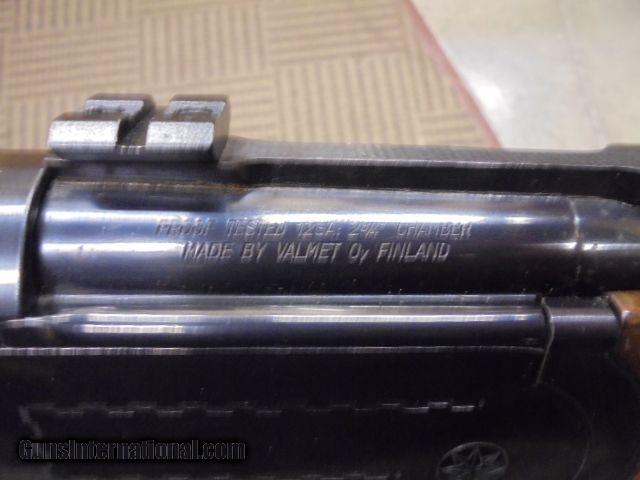 PROOF TESTED 12GA. 2¾" CHAMBER
MADE BY VALMET Oy FINLAND
GunsInternational.com